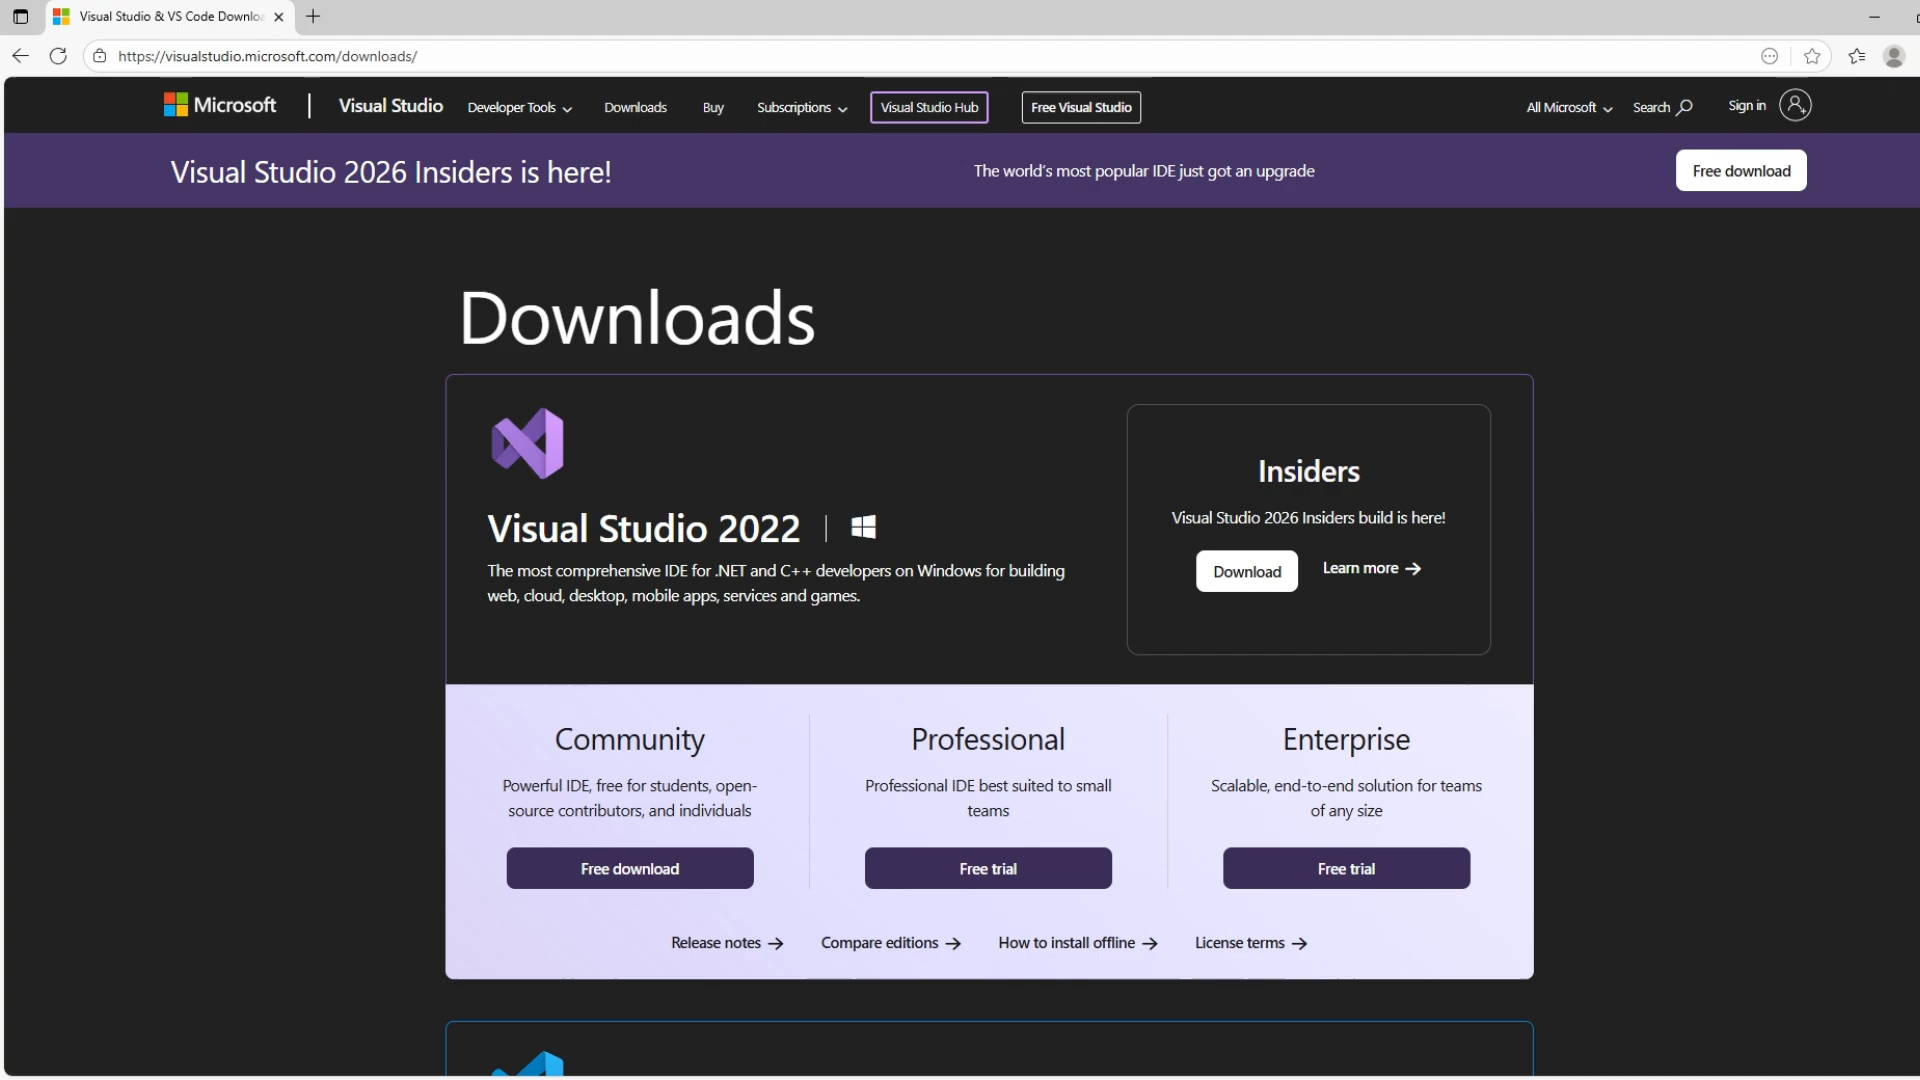 Visual Studio & VS Code Downloa
https://visualstudio.microsoft.com/downloads/
Microsoft
Visual Studio
Developer Tools
Downloads
Buy
Subscriptions
Visual Studio Hub
Free Visual Studio
All Microsoft
Search
Sign in
Visual Studio 2026 Insiders is here!
The world's most popular IDE just got an upgrade
Free download
Downloads
Visual Studio 2022
The most comprehensive IDE for .NET and C++ developers on Windows for building
web, cloud, desktop, mobile apps, services and games.
Insiders
Visual Studio 2026 Insiders build is here!
Download
Learn more
Community
Powerful IDE, free for students, open-
source contributors, and individuals
Free download
Professional
Professional IDE best suited to small
teams
Free trial
Enterprise
Scalable, end-to-end solution for teams
of any size
Free trial
Release notes
Compare editions
How to install offline
License terms